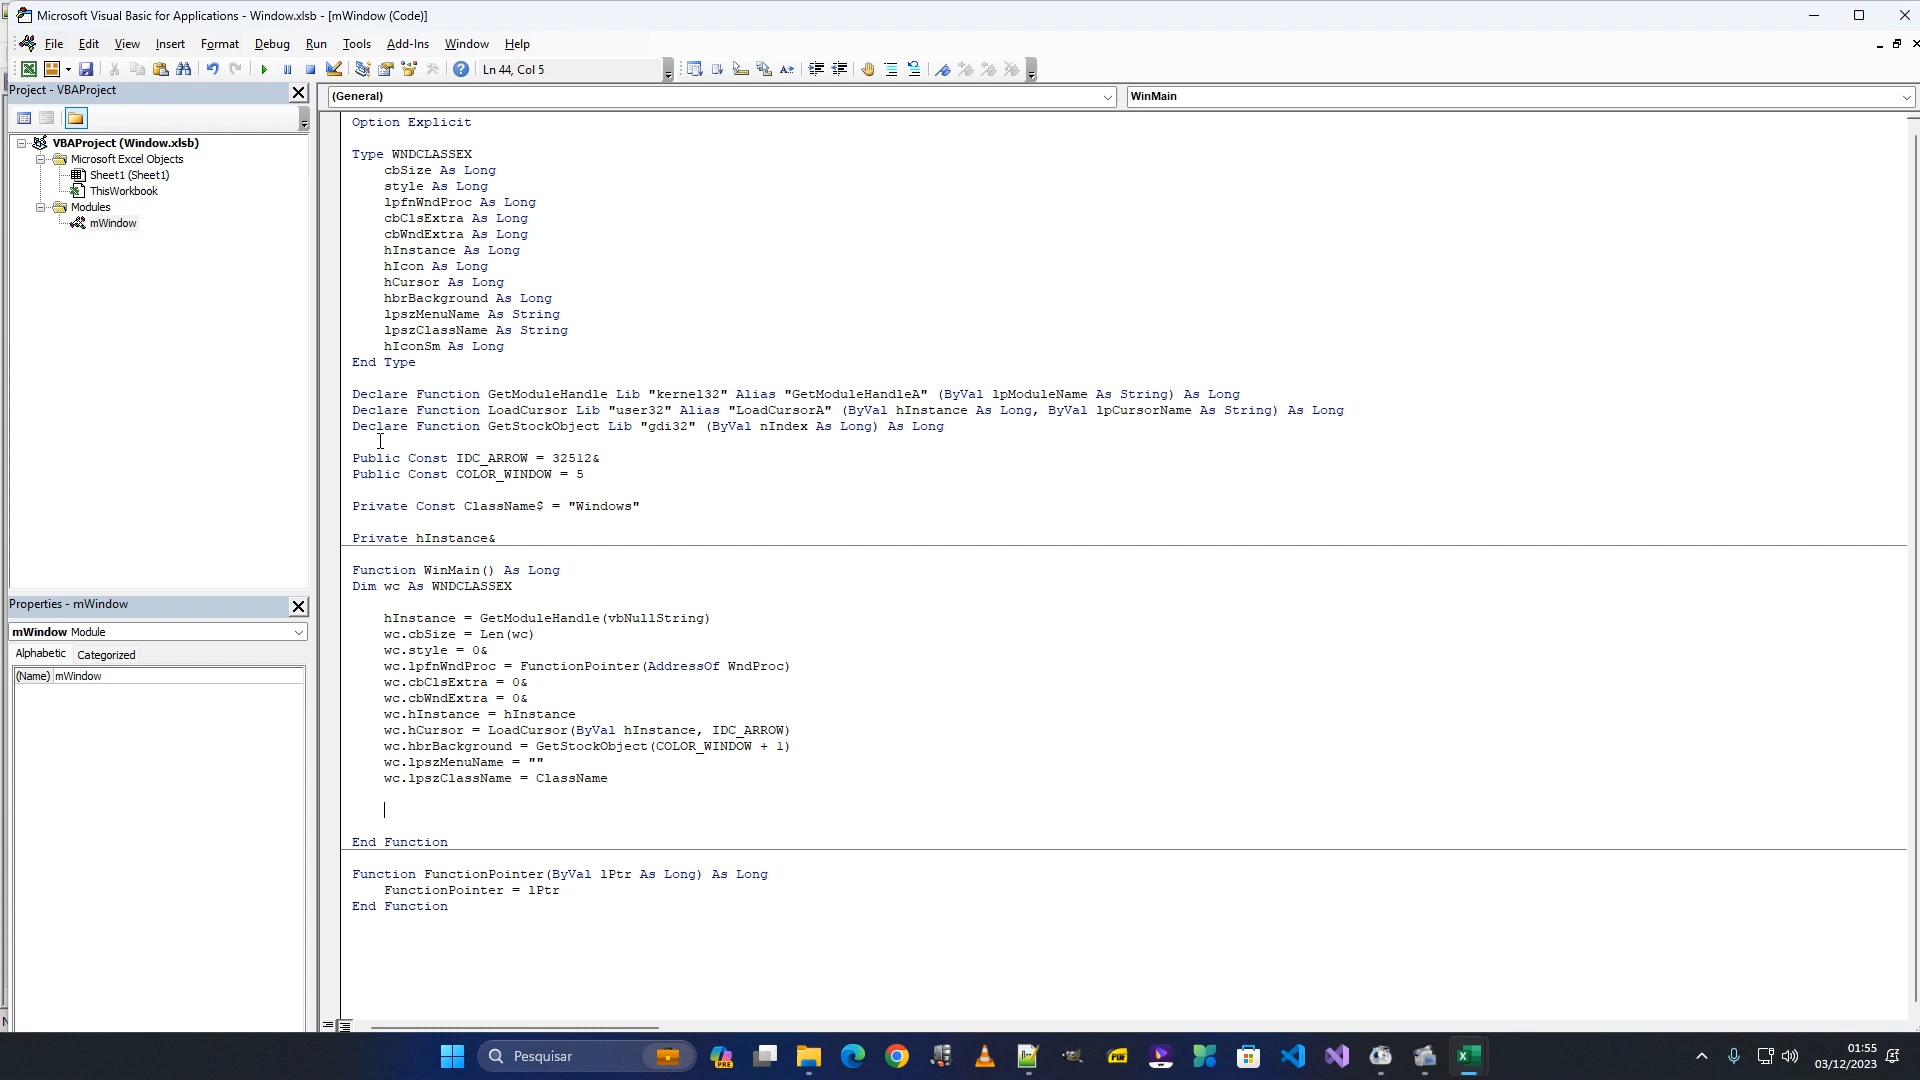 Microsoft Visual Basic for Applications - Window.xlsb - [mWindow (Code)]
File Edit View Insert Format Debug Run Tools Add-Ins Window Help
Ln 44, Col 5
Project - VBAProject
(General)
WinMain
VBAProject (Window.xlsb)
Microsoft Excel Objects
Sheet1 (Sheet1)
ThisWorkbook
Modules
mWindow
Properties - mWindow
mWindow Module
Alphabetic Categorized
(Name) mWindow
Option Explicit
Type WNDCLASSEX
cbSize As Long
style As Long
lpfnWndProc As Long
cbClsExtra As Long
cbWndExtra As Long
hInstance As Long
hIcon As Long
hCursor As Long
hbrBackground As Long
lpszMenuName As String
lpszClassName As String
hIconSm As Long
End Type
Declare Function GetModuleHandle Lib "kernel32" Alias "GetModuleHandleA" (ByVal lpModuleName As String) As Long
Declare Function LoadCursor Lib "user32" Alias "LoadCursorA" (ByVal hInstance As Long, ByVal lpCursorName As String) As Long
Declare Function GetStockObject Lib "gdi32" (ByVal nIndex As Long) As Long
Public Const IDC_ARROW = 32512&
Public Const COLOR_WINDOW = 5
Private Const ClassName$ = "Windows"
Private hInstance&
Function WinMain() As Long
Dim wc As WNDCLASSEX
hInstance = GetModuleHandle(vbNullString)
wc.cbSize = Len(wc)
wc.style = 0&
wc.lpfnWndProc = FunctionPointer(AddressOf WndProc)
wc.cbClsExtra = 0&
wc.cbWndExtra = 0&
wc.hInstance = hInstance
wc.hCursor = LoadCursor(ByVal hInstance, IDC_ARROW)
wc.hbrBackground = GetStockObject(COLOR_WINDOW + 1)
wc.lpszMenuName = ""
wc.lpszClassName = ClassName
End Function
Function FunctionPointer(ByVal lPtr As Long) As Long
FunctionPointer = lPtr
End Function
Pesquisar
PRE
PDF
01:55
03/12/2023